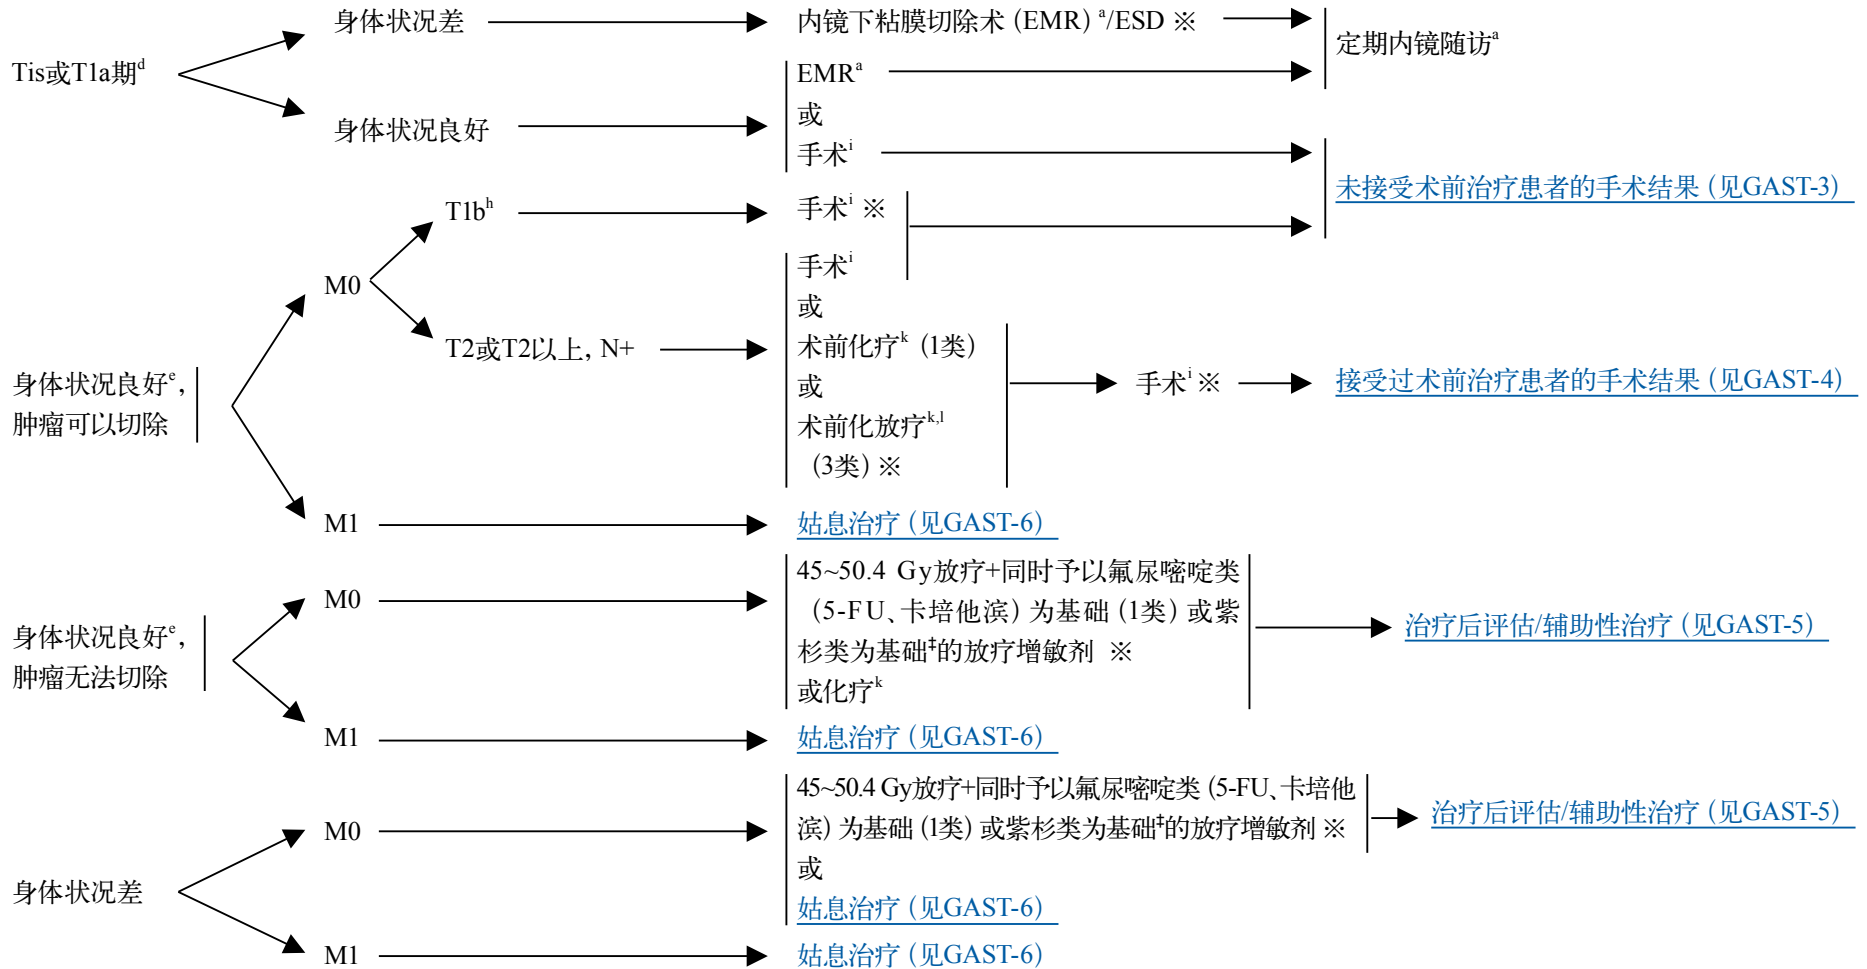 身体状况差
内镜下粘膜切除术 (EMR) a/ESD ※
定期内镜随访a
Tis或T1a期d
EMRa
或
身体状况良好
手术i
未接受术前治疗患者的手术结果 (见GAST-3)
T1bh
手术i ※
手术i
M0
或
T2或T2以上, N+
术前化疗k (1类)
或
手术i ※
接受过术前治疗患者的手术结果 (见GAST-4)
身体状况良好e,
肿瘤可以切除
术前化放疗k,l
(3类) ※
M1
姑息治疗 (见GAST-6)
45~50.4 Gy放疗+同时予以氟尿嘧啶类
M0
(5-FU、卡培他滨) 为基础 (1类) 或紫
治疗后评估/辅助性治疗 (见GAST-5)
身体状况良好e,
肿瘤无法切除
杉类为基础‡的放疗增敏剂 ※
或化疗k
M1
姑息治疗 (见GAST-6)
45~50.4 Gy放疗+同时予以氟尿嘧啶类 (5-FU、卡培他
M0
滨) 为基础 (1类) 或紫杉类为基础‡的放疗增敏剂 ※
治疗后评估/辅助性治疗 (见GAST-5)
或
身体状况差
姑息治疗 (见GAST-6)
M1
姑息治疗 (见GAST-6)